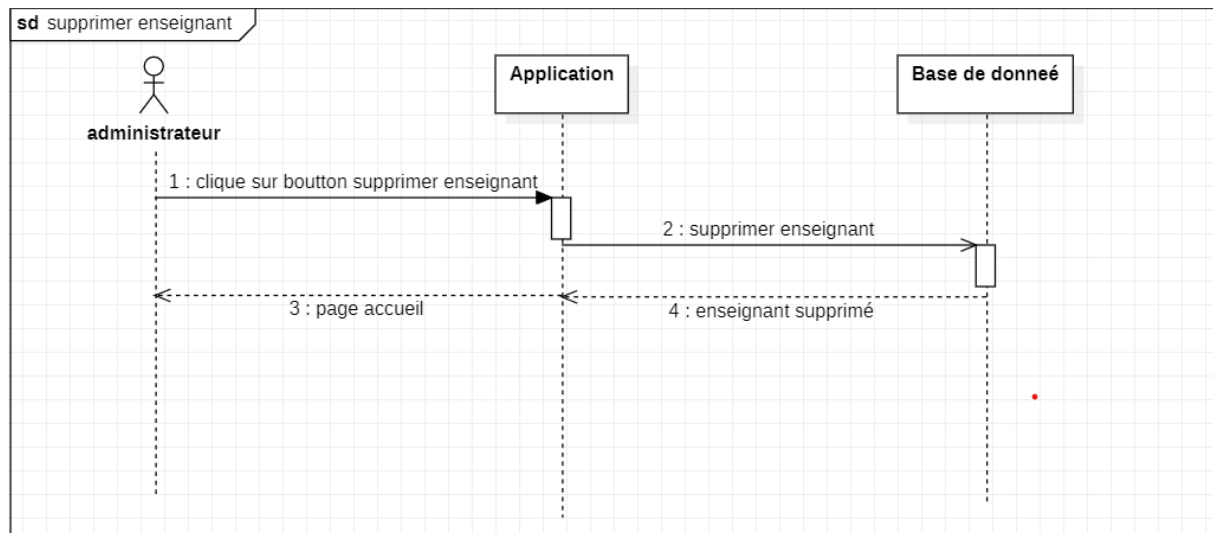 sd supprimer enseignant
administrateur
Application
Base de donneé
1 : clique sur boutton supprimer enseignant
2 : supprimer enseignant
3 : page accueil
4 : enseignant supprimé